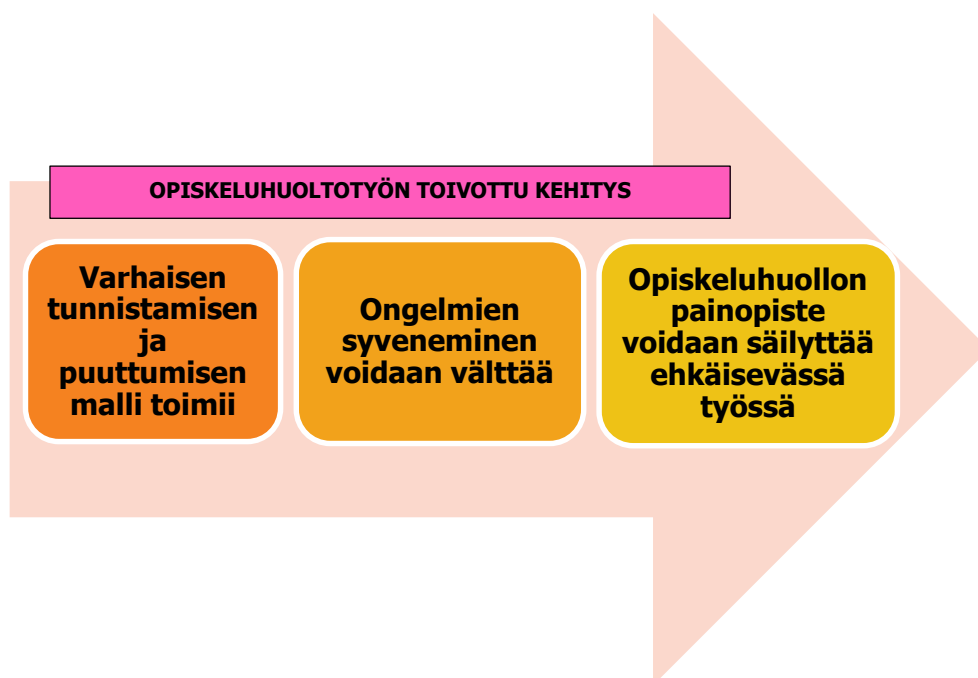 OPISKELUHUOLTOTYÖN TOIVOTTU KEHITYS
Varhaisen
tunnistamisen
ja
puuttumisen
malli toimii
Ongelmien
syveneminen
voidaan välttää
Opiskeluhuollon
painopiste
voidaan säilyttää
ehkäisevässä
työssä